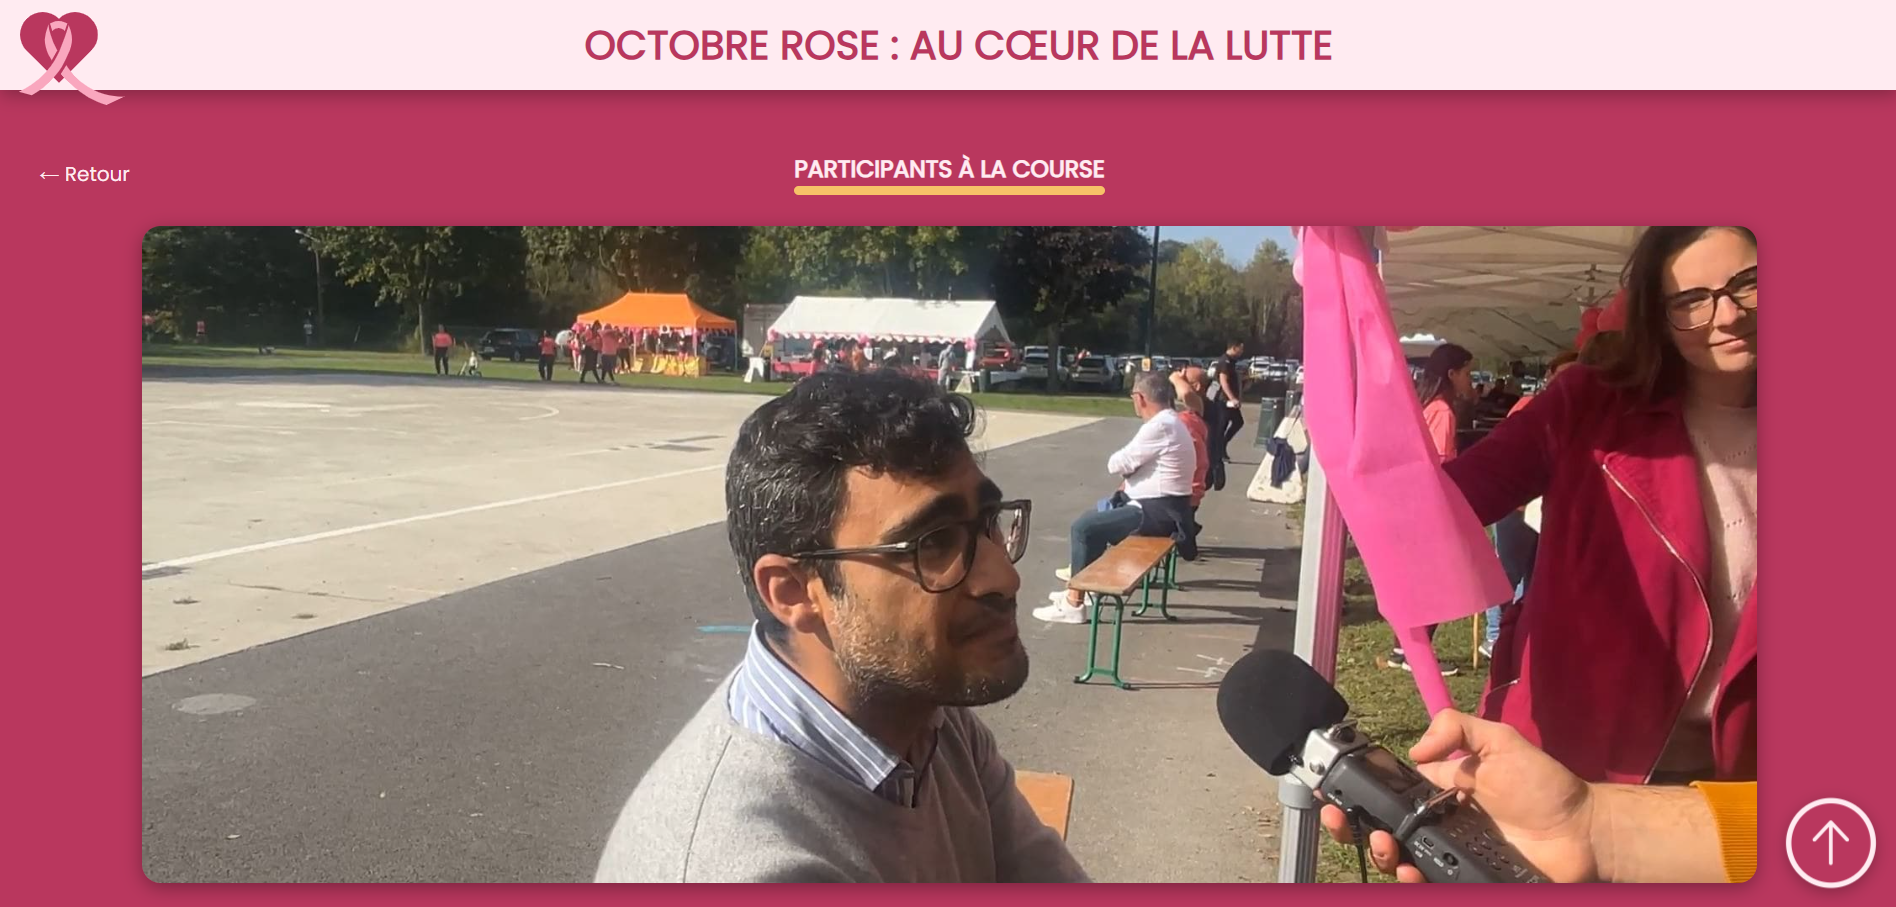 OCTOBRE ROSE : AU CŒUR DE LA LUTTE
← Retour
PARTICIPANTS À LA COURSE